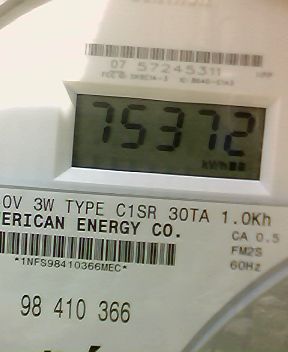 07 57245311
75372
kWh
0V 3W TYPE C1SR 30TA 1.0Kh
ERICAN ENERGY CO.
CA 0.5
FM2S
60Hz
*1NFS98410366MEC*
98 410 366